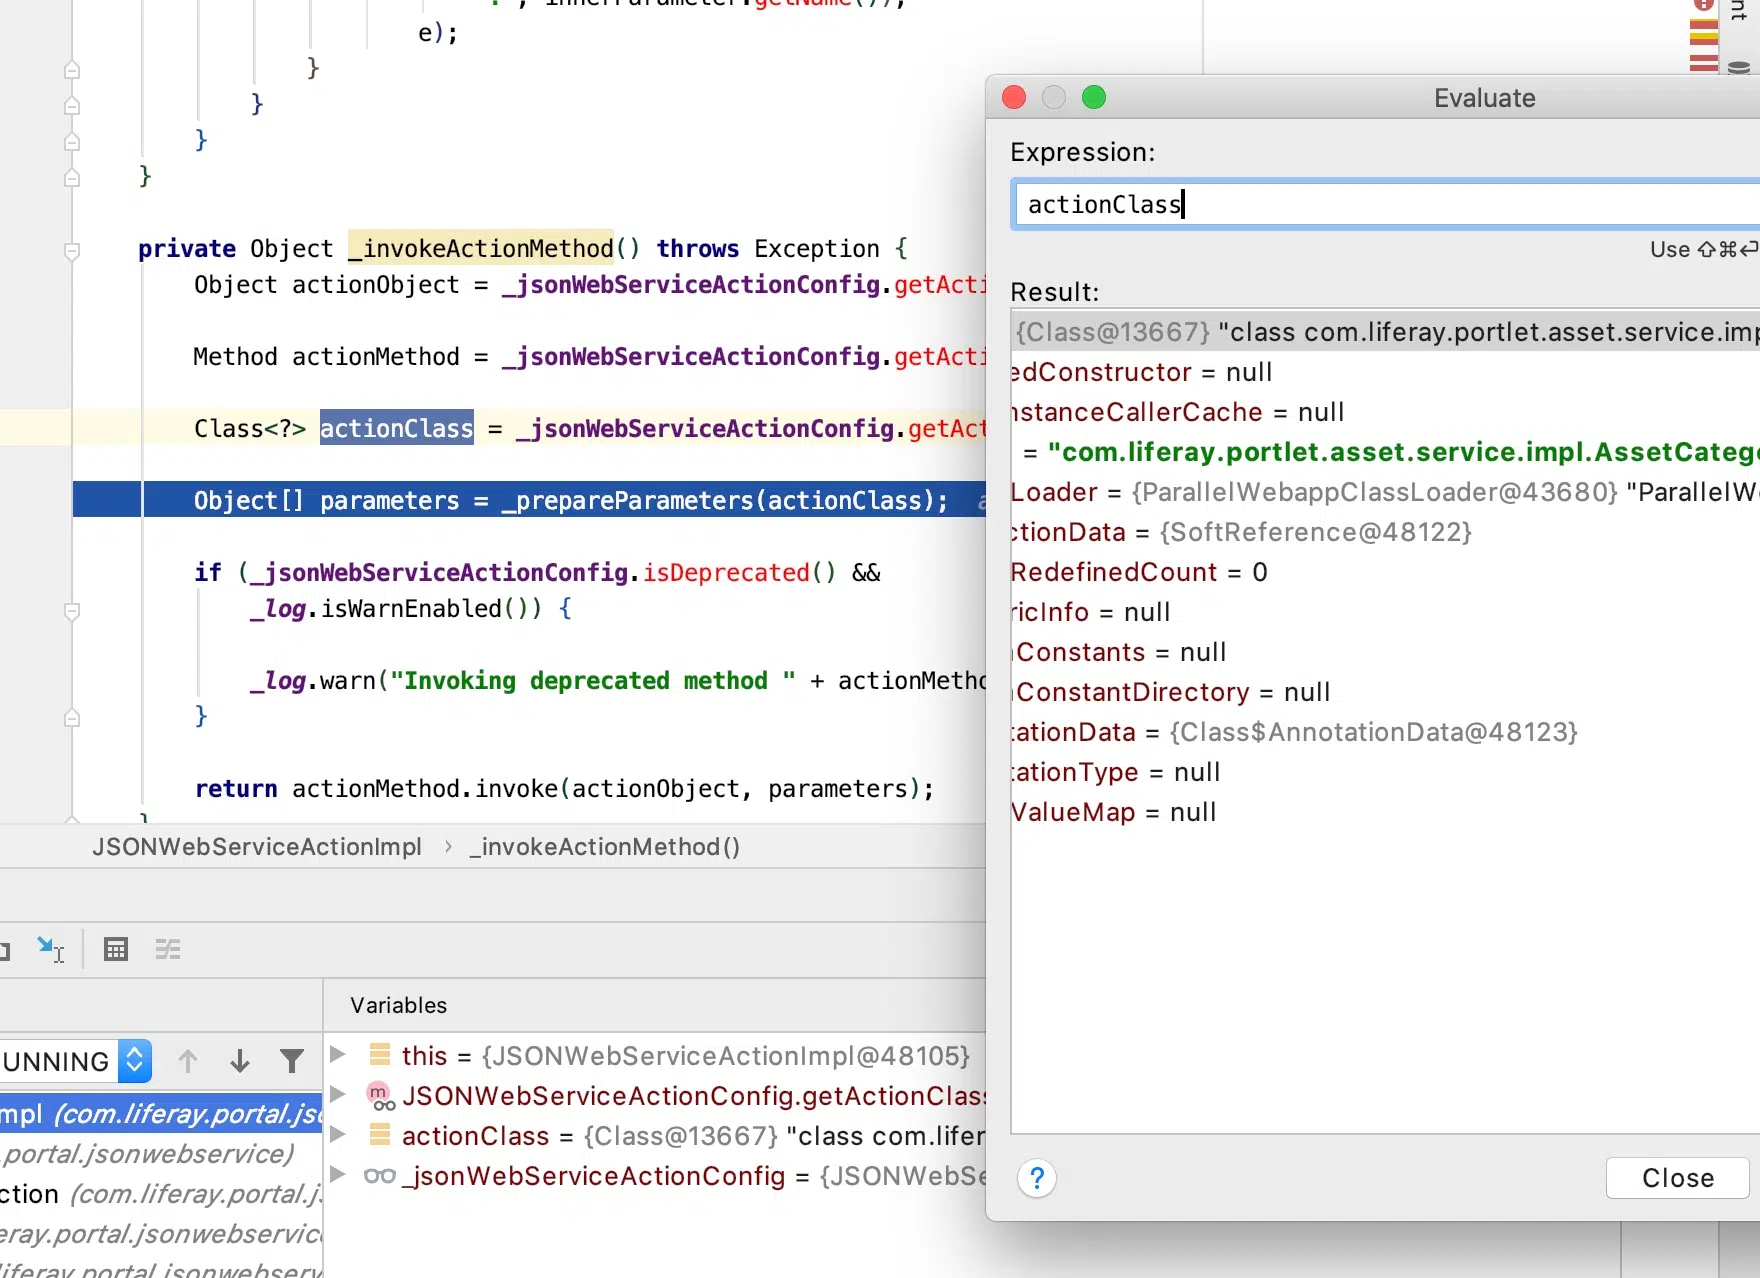 innerParameter.getName());
e);
}
}
}
}
private Object _invokeActionMethod() throws Exception {
Object actionObject = _jsonWebServiceActionConfig.getActi
Method actionMethod = _jsonWebServiceActionConfig.getActi
Class<?> actionClass = _jsonWebServiceActionConfig.getAct
Object[] parameters = _prepareParameters(actionClass); a
if (_jsonWebServiceActionConfig.isDeprecated() &&
_log.isWarnEnabled()) {
_log.warn("Invoking deprecated method " + actionMetho
}
return actionMethod.invoke(actionObject, parameters);
}
JSONWebServiceActionImpl › _invokeActionMethod()
UNNING
mpl (com.liferay.portal.jso
.portal.jsonwebservice)
ction (com.liferay.portal.js
eray.portal.jsonwebservic
liferay.portal.jsonwebserv
Variables
this = {JSONWebServiceActionImpl@48105}
JSONWebServiceActionConfig.getActionClass
actionClass = {Class@13667} "class com.lifer
_jsonWebServiceActionConfig = {JSONWebSe
Evaluate
Expression:
actionClass
Use ⇧⌘⏎
Result:
{Class@13667} "class com.liferay.portlet.asset.service.imp
edConstructor = null
nstanceCallerCache = null
= "com.liferay.portlet.asset.service.impl.AssetCatego
Loader = {ParallelWebappClassLoader@43680} "ParallelWe
ctionData = {SoftReference@48122}
RedefinedCount = 0
ricInfo = null
Constants = null
ConstantDirectory = null
tationData = {Class$AnnotationData@48123}
tationType = null
ValueMap = null
?
Close
nt